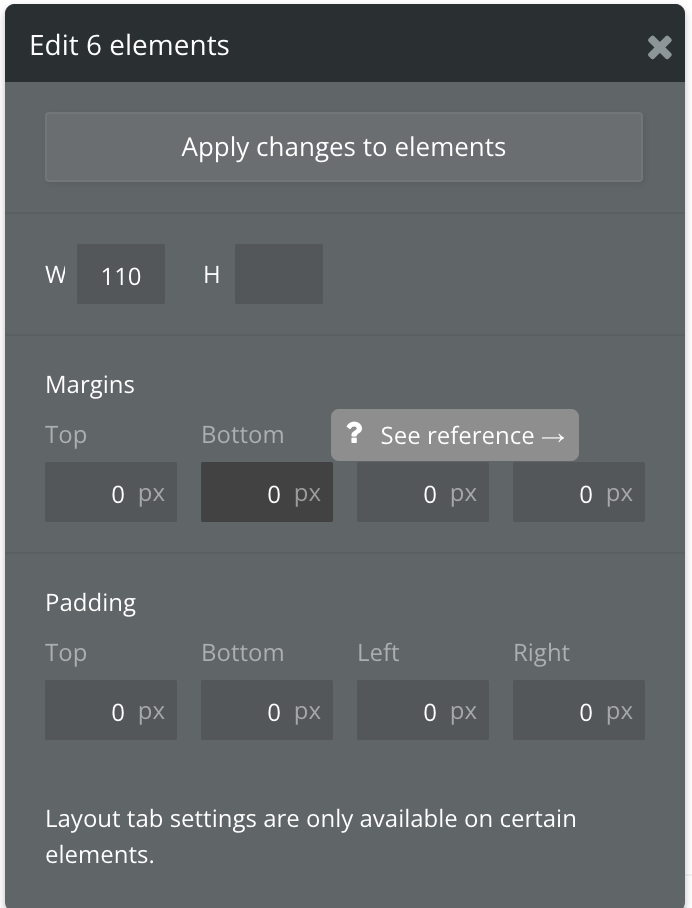 Edit 6 elements
Apply changes to elements
W 110 H
Margins
Top Bottom ? See reference →
0 px 0 px 0 px 0 px
Padding
Top Bottom Left Right
0 px 0 px 0 px 0 px
Layout tab settings are only available on certain
elements.